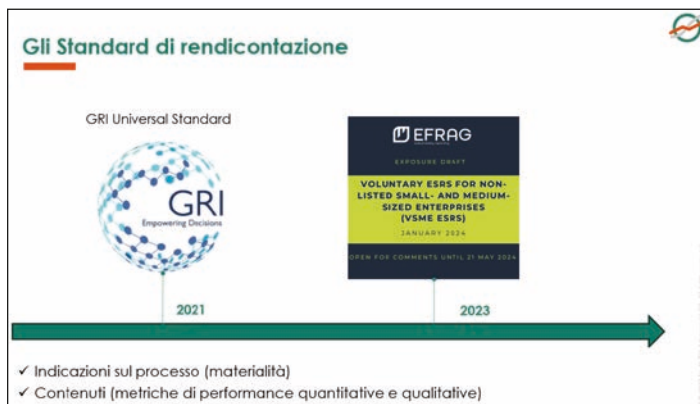 Gli Standard di rendicontazione
GRI Universal Standard
GRI
Empowering Decisions
EFRAG
EXPOSURE DRAFT
VOLUNTARY ESRS FOR NON-
LISTED SMALL- AND MEDIUM-
SIZED ENTERPRISES
(VSME ESRS)
JANUARY 2024
OPEN FOR COMMENTS UNTIL 21 MAY 2024
2021
2023
✓ Indicazioni sul processo (materialità)
✓ Contenuti (metriche di performance quantitative e qualitative)